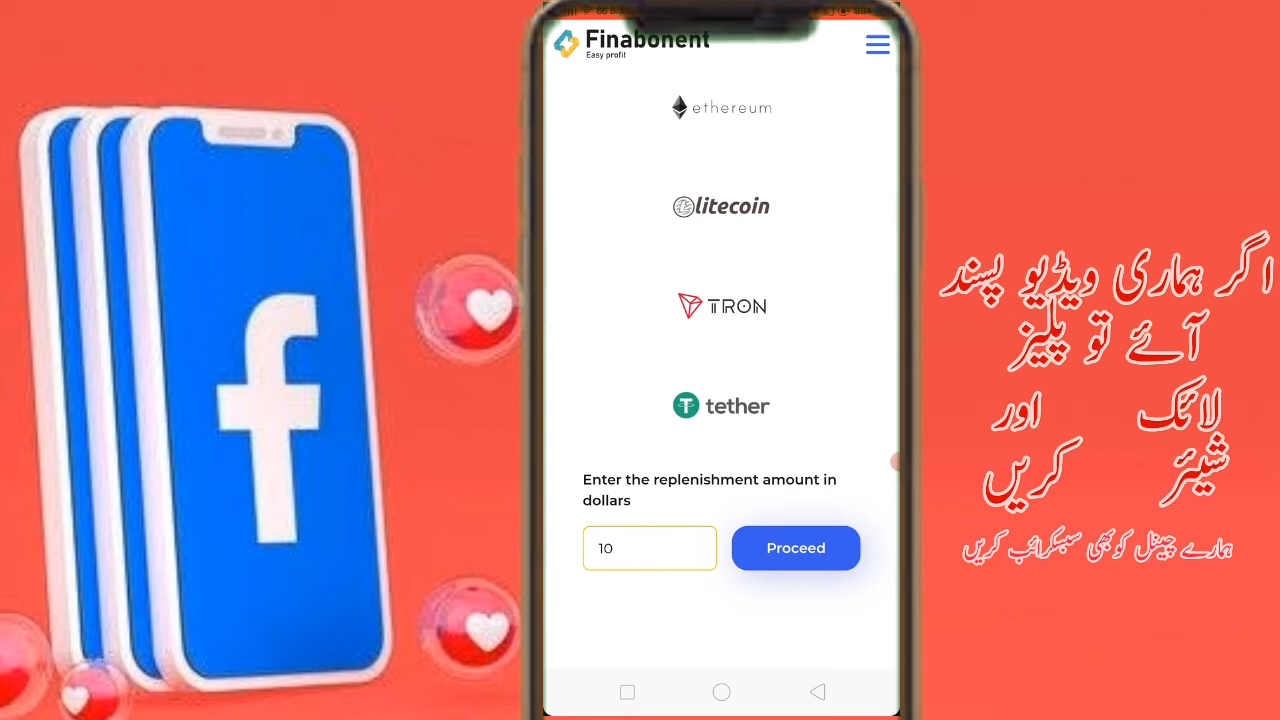 Finabonent
Easy profit
ethereum
litecoin
TRON
tether
Enter the replenishment amount in
dollars
10
Proceed
اگر ہماری ویڈیو پسند
آئے تو پلیز
لائک اور
شیئر کریں
ہمارے چینل کو بھی سبسکرائب کریں